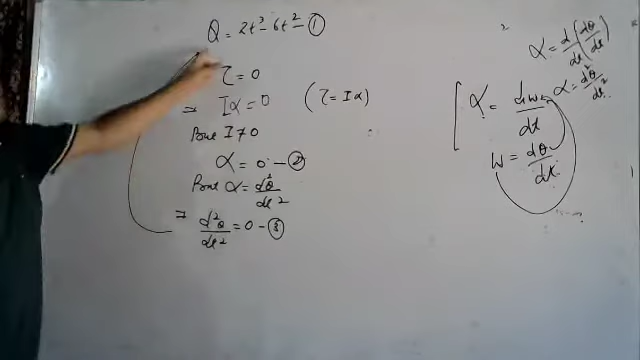 θ = 2t³ - 6t² - ①
τ = 0
⇒ Iα = 0 (τ = Iα)
But I ≠ 0
α = 0 - ②
But α = d²θ/dt²
⇒ d²θ/dt² = 0 - ③
α = d/dt (dθ/dt)
α = d²θ/dt²
α = dω/dt
ω = dθ/dt